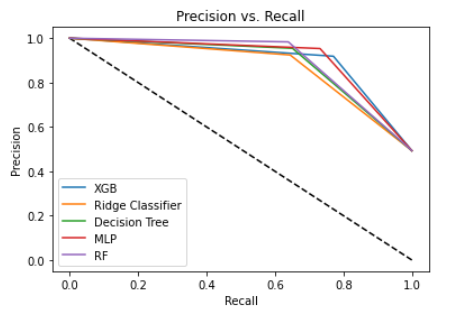 Precision vs. Recall
1.0
0.8
0.6
0.4
0.2
0.0
Precision
XGB
Ridge Classifier
Decision Tree
MLP
RF
0.0 0.2 0.4 0.6 0.8 1.0
Recall